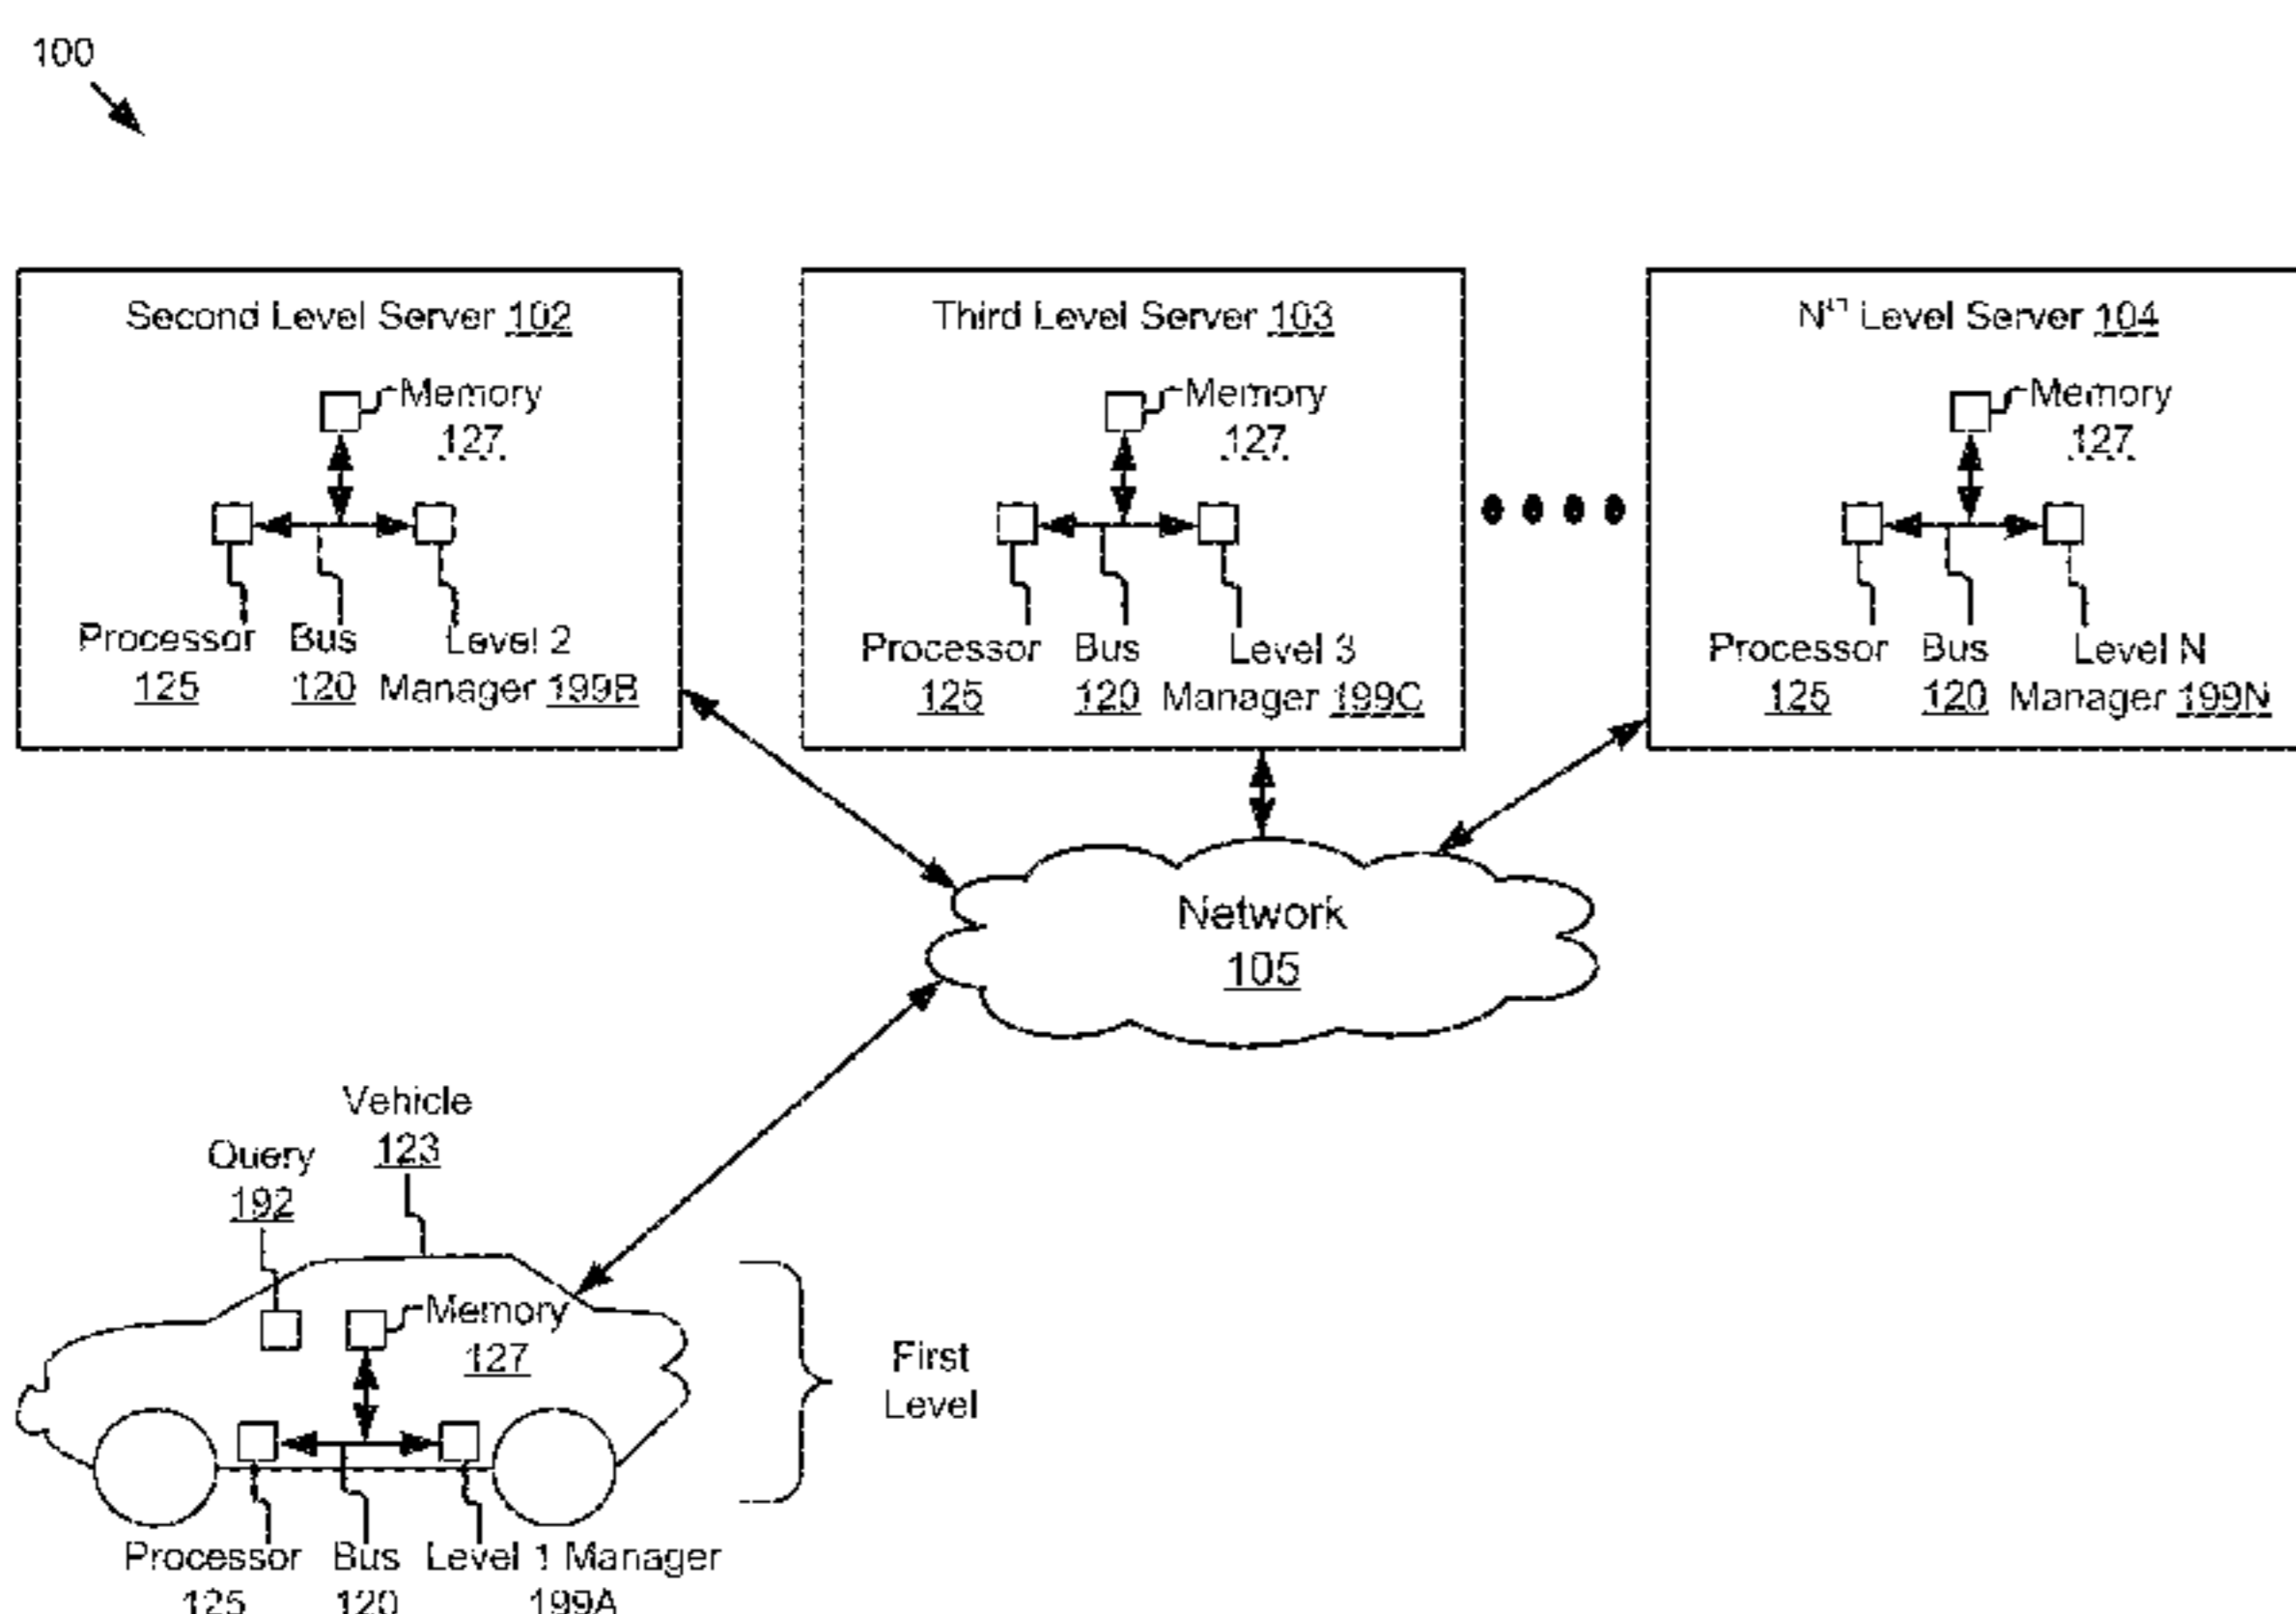 100
Second Level Server 102
Memory
127
Processor
125
Bus
120
Level 2
Manager 199B
Third Level Server 103
Memory
127
Processor
125
Bus
120
Level 3
Manager 199C
Nth Level Server 104
Memory
127
Processor
125
Bus
120
Level N
Manager 199N
Network
105
Vehicle
123
Query
192
Memory
127
First
Level
Processor
125
Bus
120
Level 1 Manager
199A